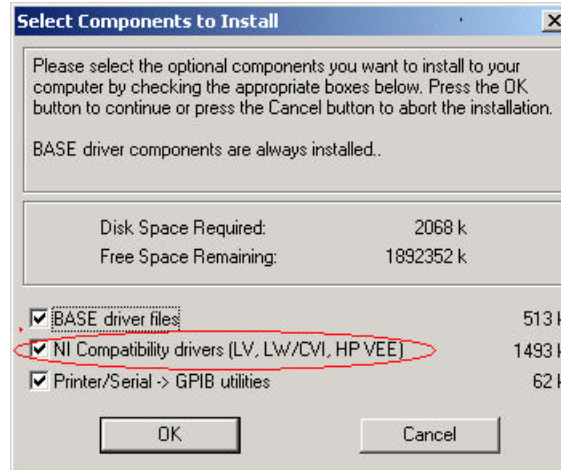 Select Components to Install
Please select the optional components you want to install to your
computer by checking the appropriate boxes below. Press the OK
button to continue or press the Cancel button to abort the installation.
BASE driver components are always installed..
Disk Space Required: 2068 k
Free Space Remaining: 1892352 k
BASE driver files 513 k
NI Compatibility drivers (LV, LW/CVI, HP VEE) 1493 k
Printer/Serial -> GPIB utilities 62 k
OK Cancel